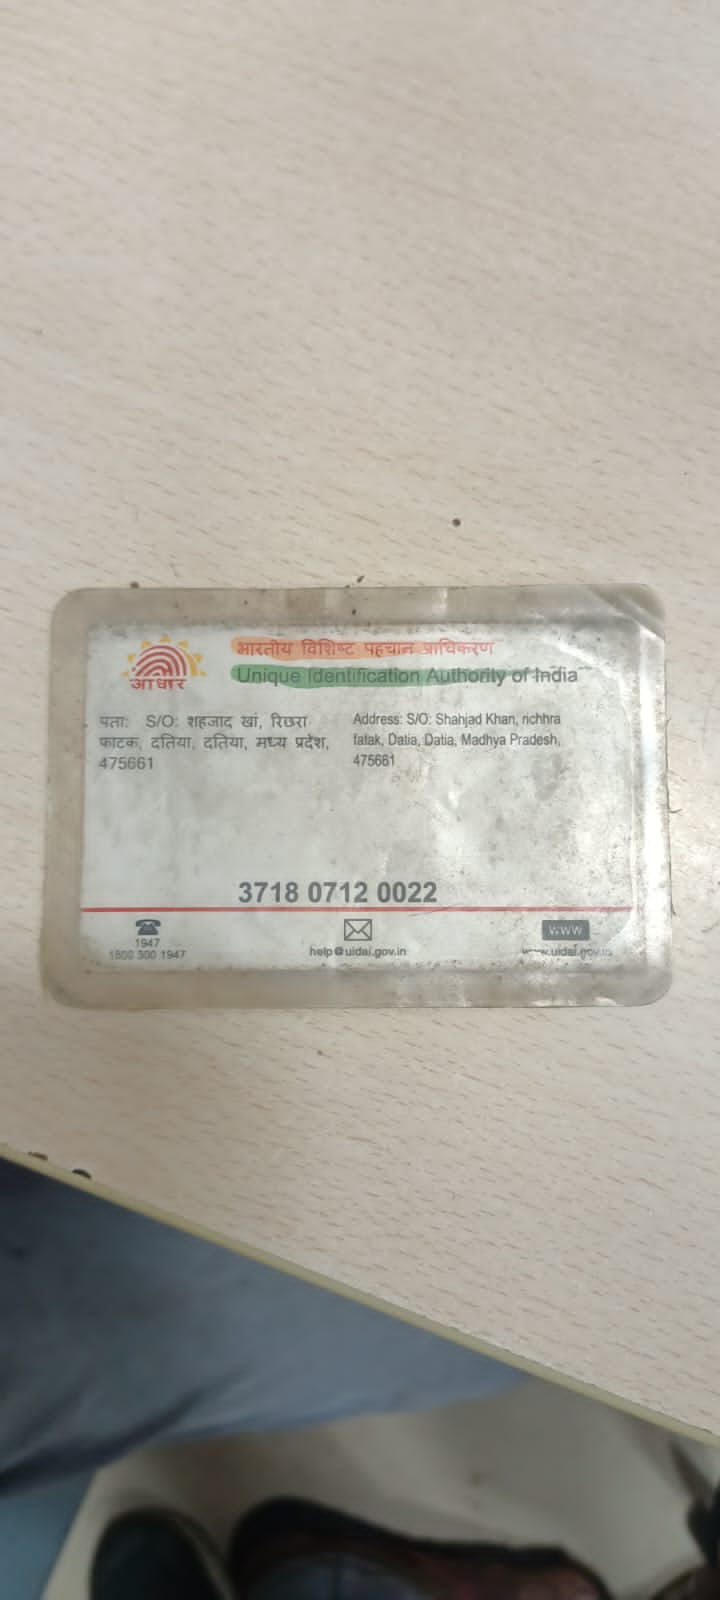 आधार
भारतीय विशिष्ट पहचान प्राधिकरण
Unique Identification Authority of India
पता: S/O: शहजाद खां, रिछरा
फाटक, दतिया, दतिया, मध्य प्रदेश,
475661
Address: S/O: Shahjad Khan, richhra
fatak, Datia, Datia, Madhya Pradesh,
475661
3718 0712 0022
1947
1800 300 1947
help@uidai.gov.in
www
www.uidai.gov.in